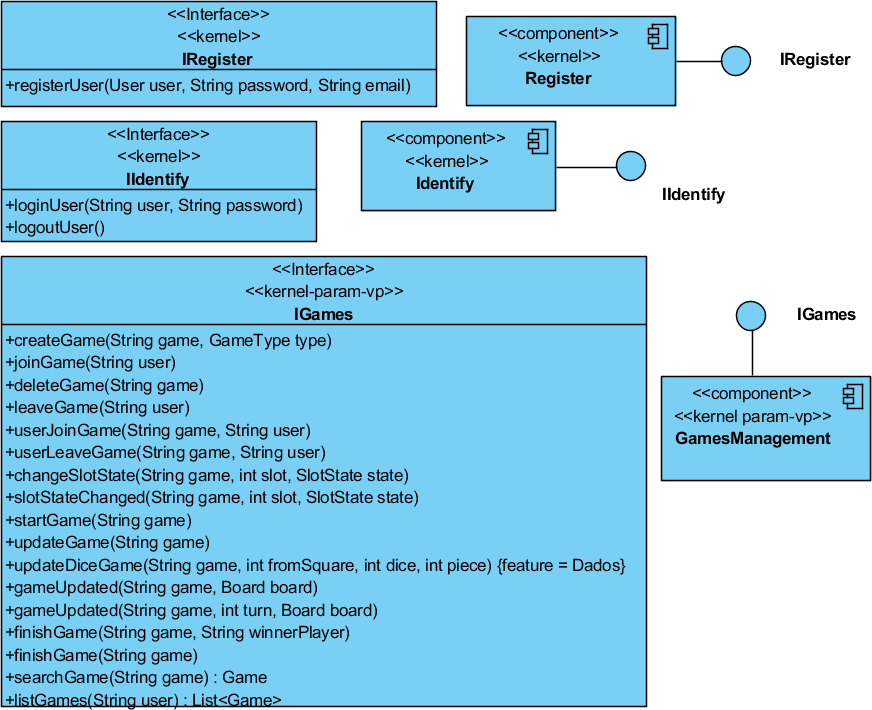 <<Interface>>
<<kernel>>
IRegister
+registerUser(User user, String password, String email)
<<component>>
<<kernel>>
Register
IRegister
<<Interface>>
<<kernel>>
IIdentify
+loginUser(String user, String password)
+logoutUser()
<<component>>
<<kernel>>
Identify
IIdentify
<<Interface>>
<<kernel-param-vp>>
IGames
+createGame(String game, GameType type)
+joinGame(String user)
+deleteGame(String game)
+leaveGame(String user)
+userJoinGame(String game, String user)
+userLeaveGame(String game, String user)
+changeSlotState(String game, int slot, SlotState state)
+slotStateChanged(String game, int slot, SlotState state)
+startGame(String game)
+updateGame(String game)
+updateDiceGame(String game, int fromSquare, int dice, int piece) {feature = Dados}
+gameUpdated(String game, Board board)
+gameUpdated(String game, int turn, Board board)
+finishGame(String game, String winnerPlayer)
+finishGame(String game)
+searchGame(String game) : Game
+listGames(String user) : List<Game>
IGames
<<component>>
<<kernel param-vp>>
GamesManagement